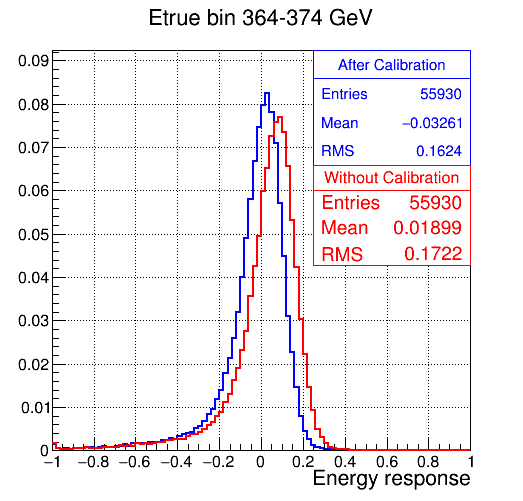 Etrue bin 364-374 GeV
After Calibration
Entries 55930
Mean −0.03261
RMS 0.1624
Without Calibration
Entries 55930
Mean 0.01899
RMS 0.1722
0.09
0.08
0.07
0.06
0.05
0.04
0.03
0.02
0.01
0
−1 −0.8 −0.6 −0.4 −0.2 0 0.2 0.4 0.6 0.8 1
Energy response